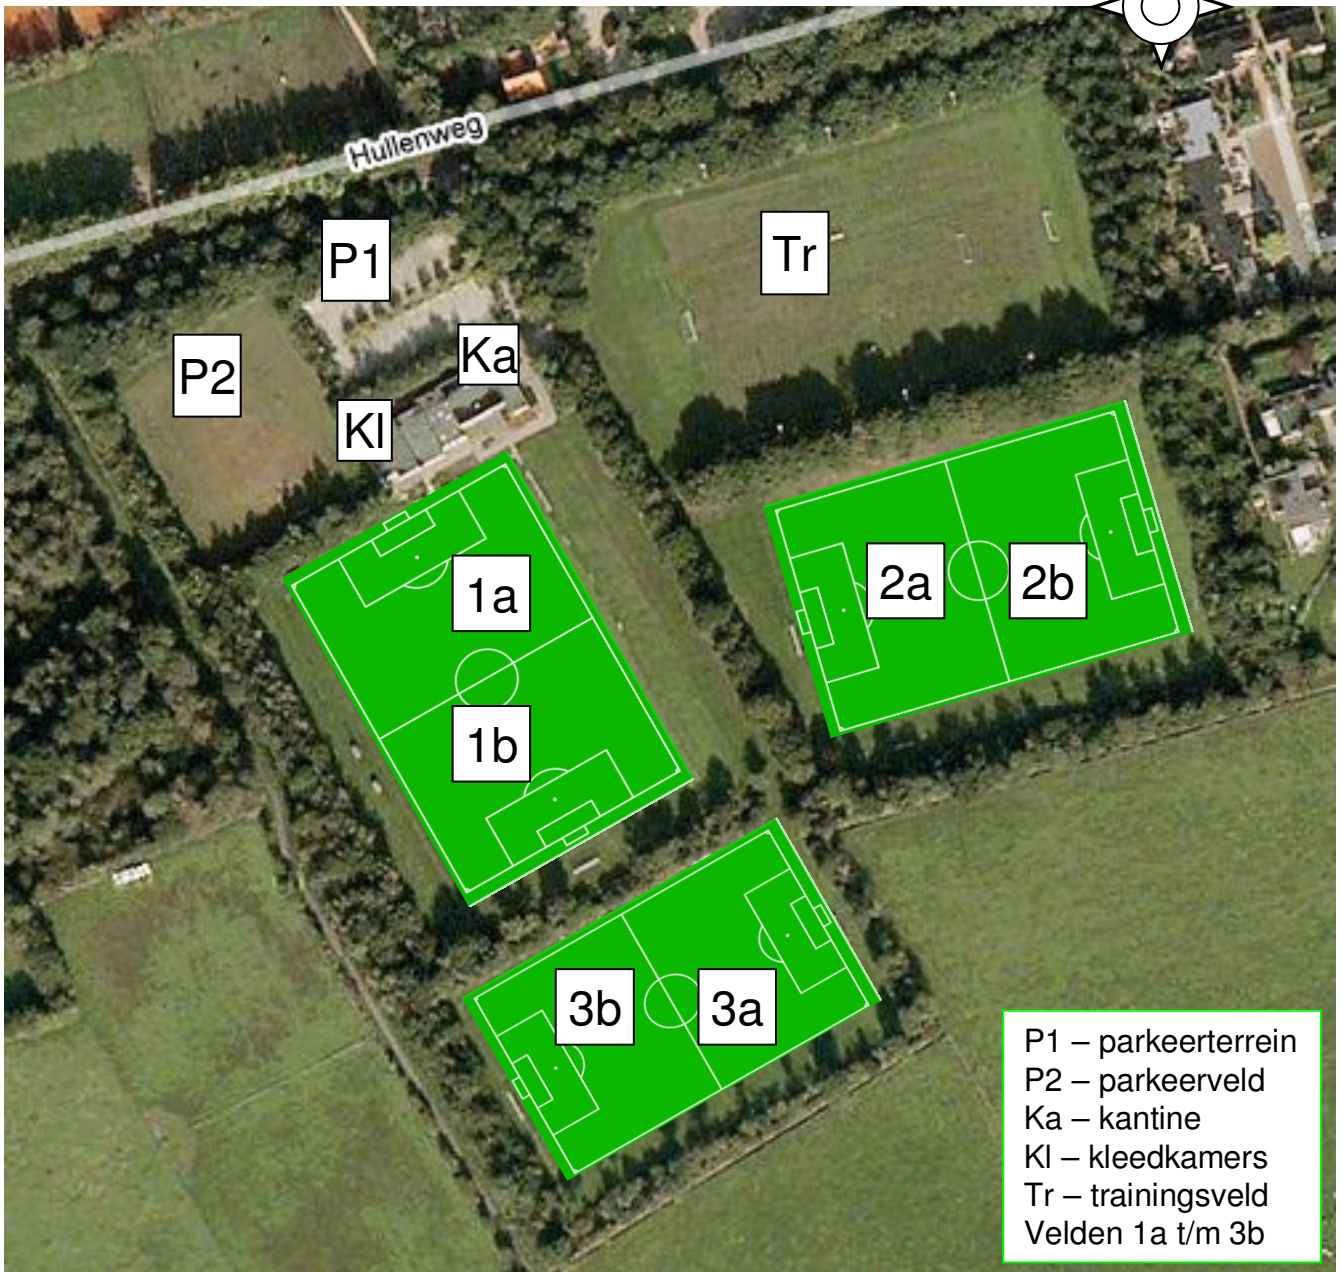 Hullenweg
P1
Tr
Ka
P2
Kl
1a
2a
2b
1b
3b
3a
P1 – parkeerterrein
P2 – parkeerveld
Ka – kantine
Kl – kleedkamers
Tr – trainingsveld
Velden 1a t/m 3b